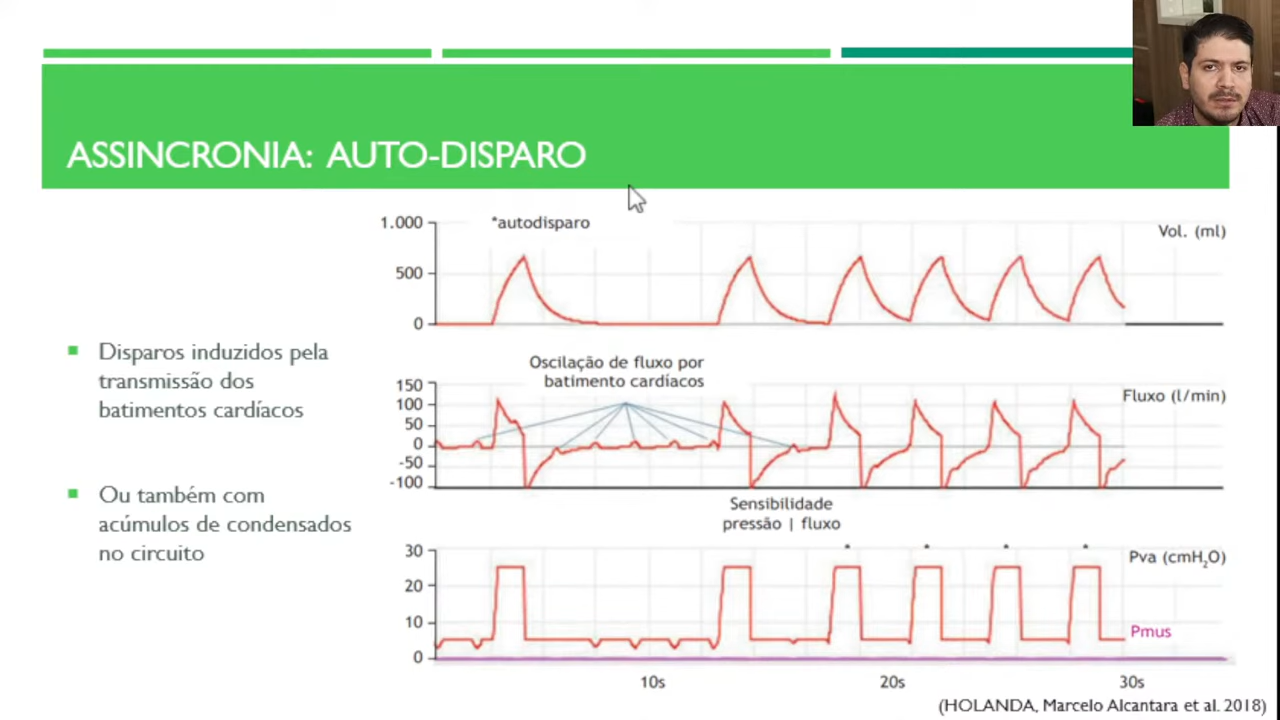 ASSINCRONIA: AUTO-DISPARO
Disparos induzidos pela
transmissão dos
batimentos cardíacos
Ou também com
acúmulos de condensados
no circuito
*autodisparo
Vol. (ml)
1.000
500
0
Oscilação de fluxo por
batimento cardíacos
Fluxo (l/min)
150
100
50
0
-50
-100
Sensibilidade
pressão | fluxo
* * * *
Pva (cmH₂O)
30
20
10
0
Pmus
10s 20s 30s
(HOLANDA, Marcelo Alcantara et al. 2018)